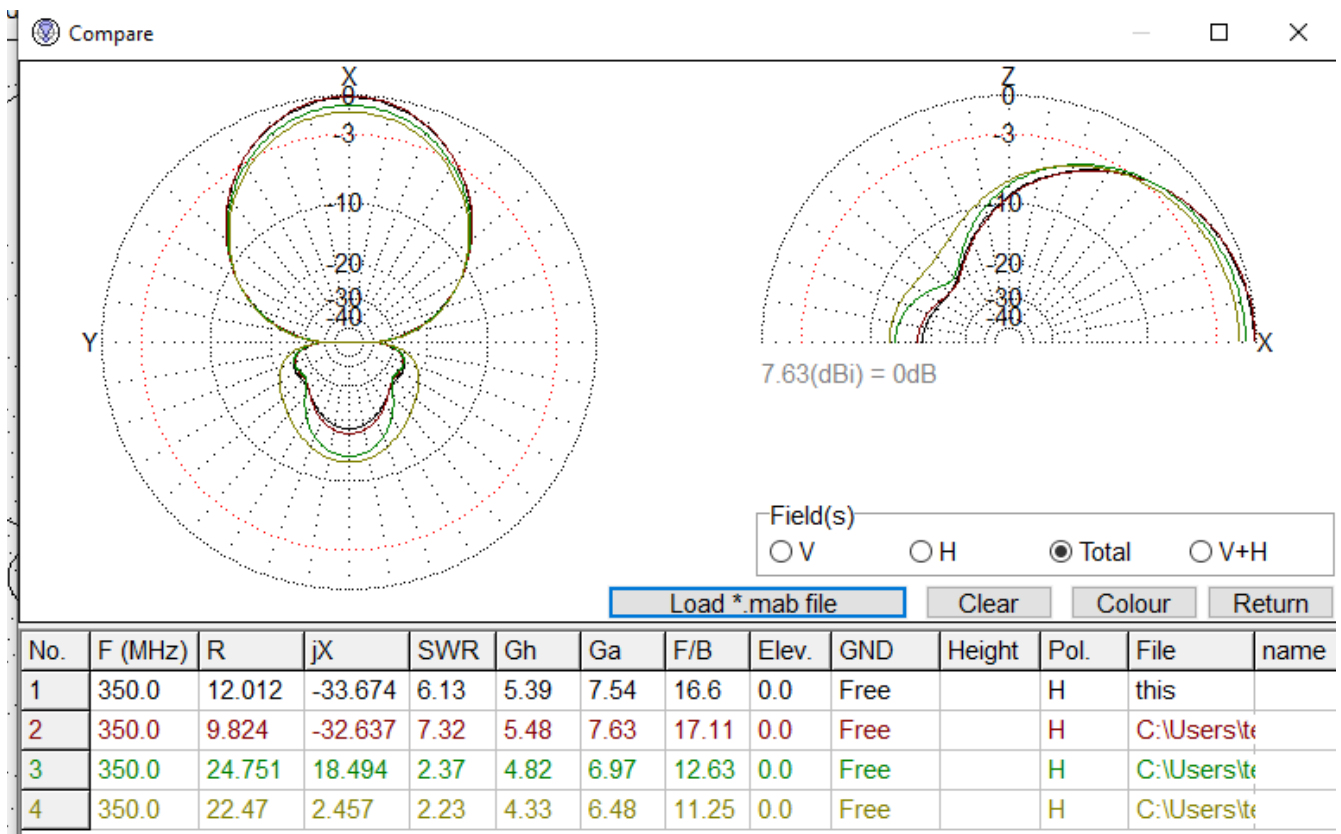 Compare
X
0
-3
-10
-20
-30
-40
Y
Z
0
-3
-10
-20
-30
-40
X
7.63(dBi) = 0dB
Field(s)
V H Total V+H
Load *.mab file Clear Colour Return
No. F (MHz) R jX SWR Gh Ga F/B Elev. GND Height Pol. File name
1 350.0 12.012 -33.674 6.13 5.39 7.54 16.6 0.0 Free H this
2 350.0 9.824 -32.637 7.32 5.48 7.63 17.11 0.0 Free H C:\Users\te
3 350.0 24.751 18.494 2.37 4.82 6.97 12.63 0.0 Free H C:\Users\te
4 350.0 22.47 2.457 2.23 4.33 6.48 11.25 0.0 Free H C:\Users\te